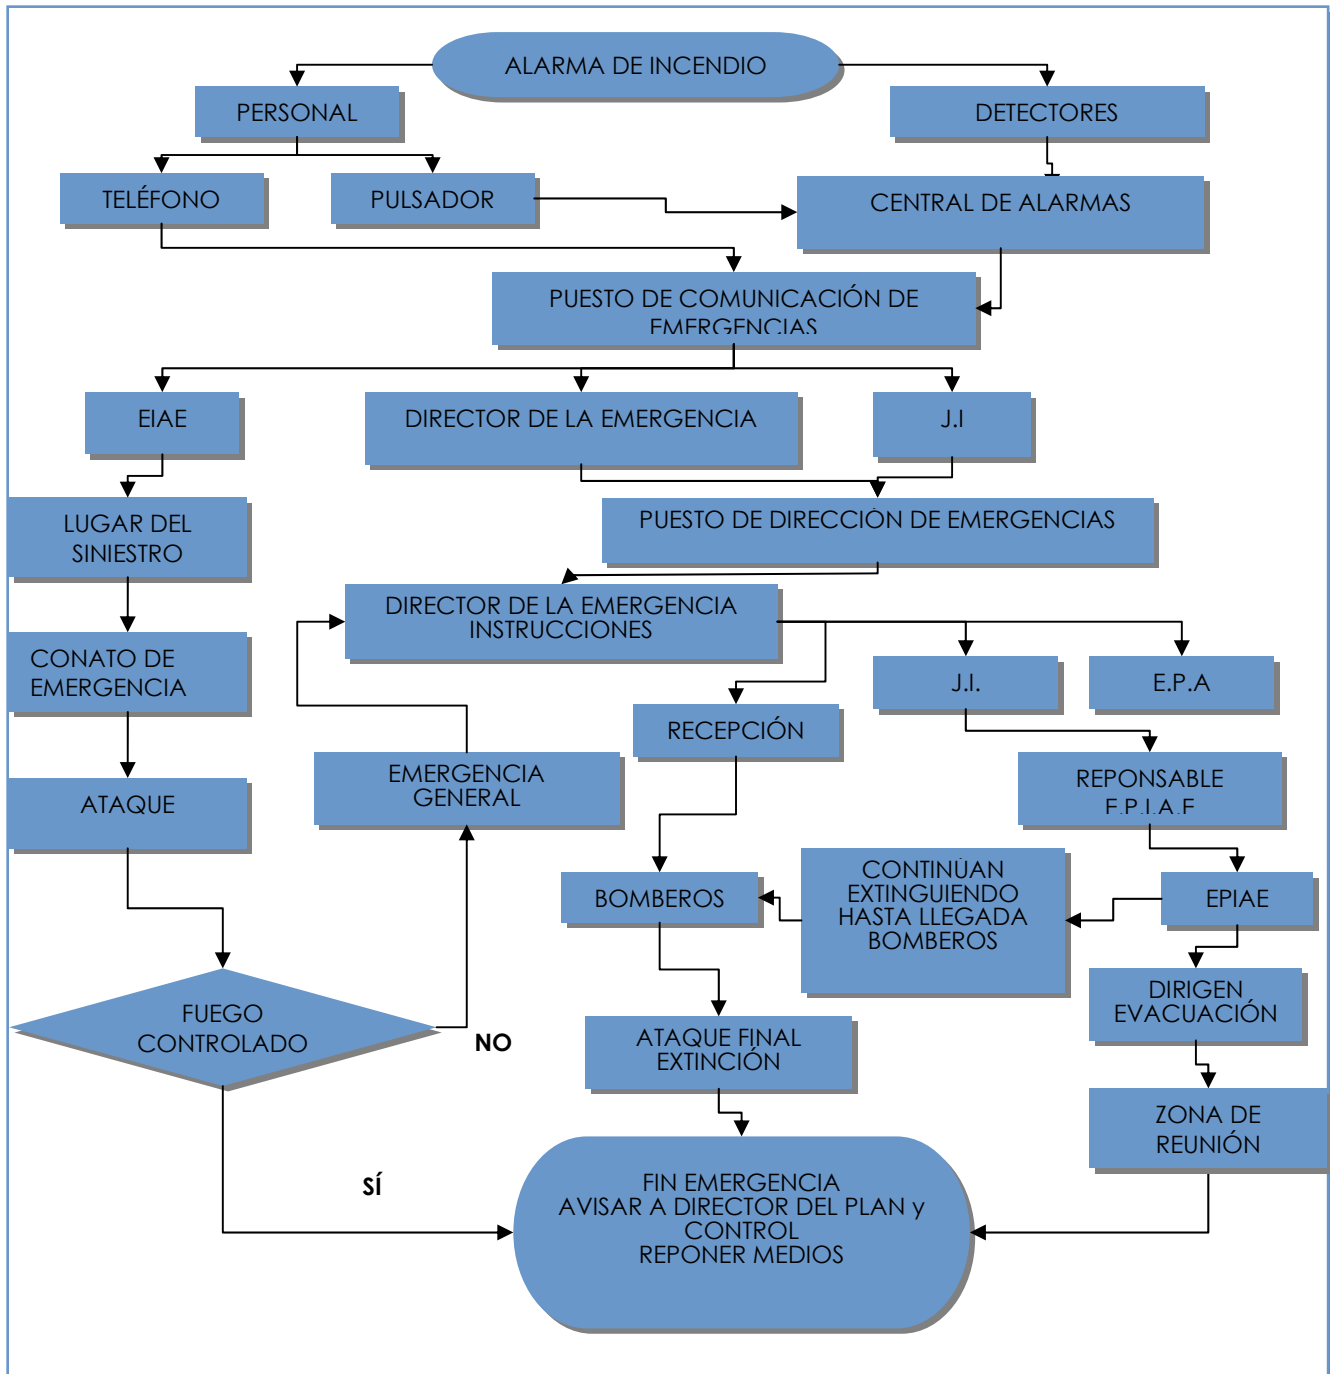 ALARMA DE INCENDIO
PERSONAL
DETECTORES
TELÉFONO
PULSADOR
CENTRAL DE ALARMAS
PUESTO DE COMUNICACIÓN DE
EMERGENCIAS
EIAE
DIRECTOR DE LA EMERGENCIA
J.I
LUGAR DEL
SINIESTRO
PUESTO DE DIRECCIÓN DE EMERGENCIAS
DIRECTOR DE LA EMERGENCIA
INSTRUCCIONES
CONATO DE
EMERGENCIA
J.I.
E.P.A
RECEPCIÓN
EMERGENCIA
GENERAL
REPONSABLE
ATAQUE
CONTINÚAN
EXTINGUIENDO
HASTA LLEGADA
BOMBEROS
BOMBEROS
EPIAE
DIRIGEN
EVACUACIÓN
FUEGO
CONTROLADO
NO
ATAQUE FINAL
EXTINCIÓN
ZONA DE
REUNIÓN
SÍ
FIN EMERGENCIA
AVISAR A DIRECTOR DEL PLAN y
CONTROL
REPONER MEDIOS